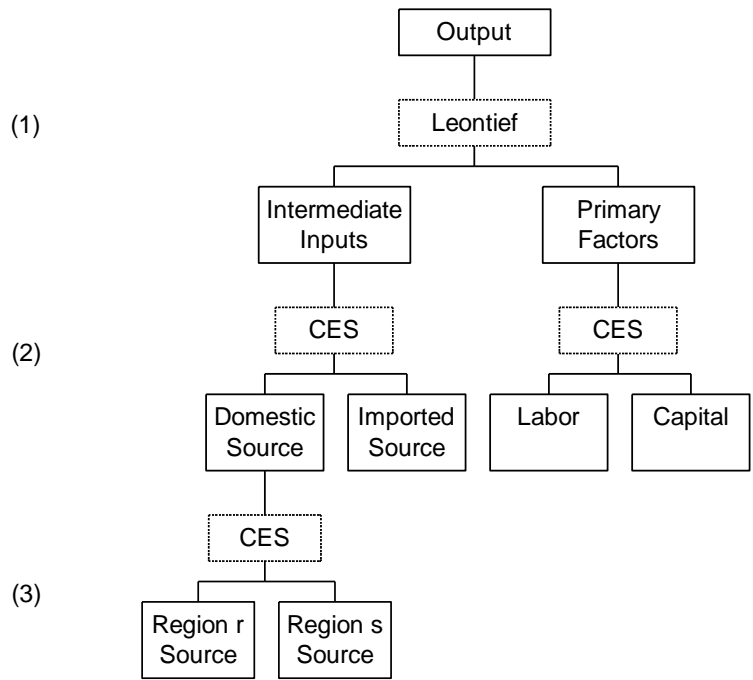 Output
(1)
Leontief
Intermediate
Inputs
Primary
Factors
CES
CES
(2)
Domestic
Source
Imported
Source
Labor
Capital
CES
(3)
Region r
Source
Region s
Source